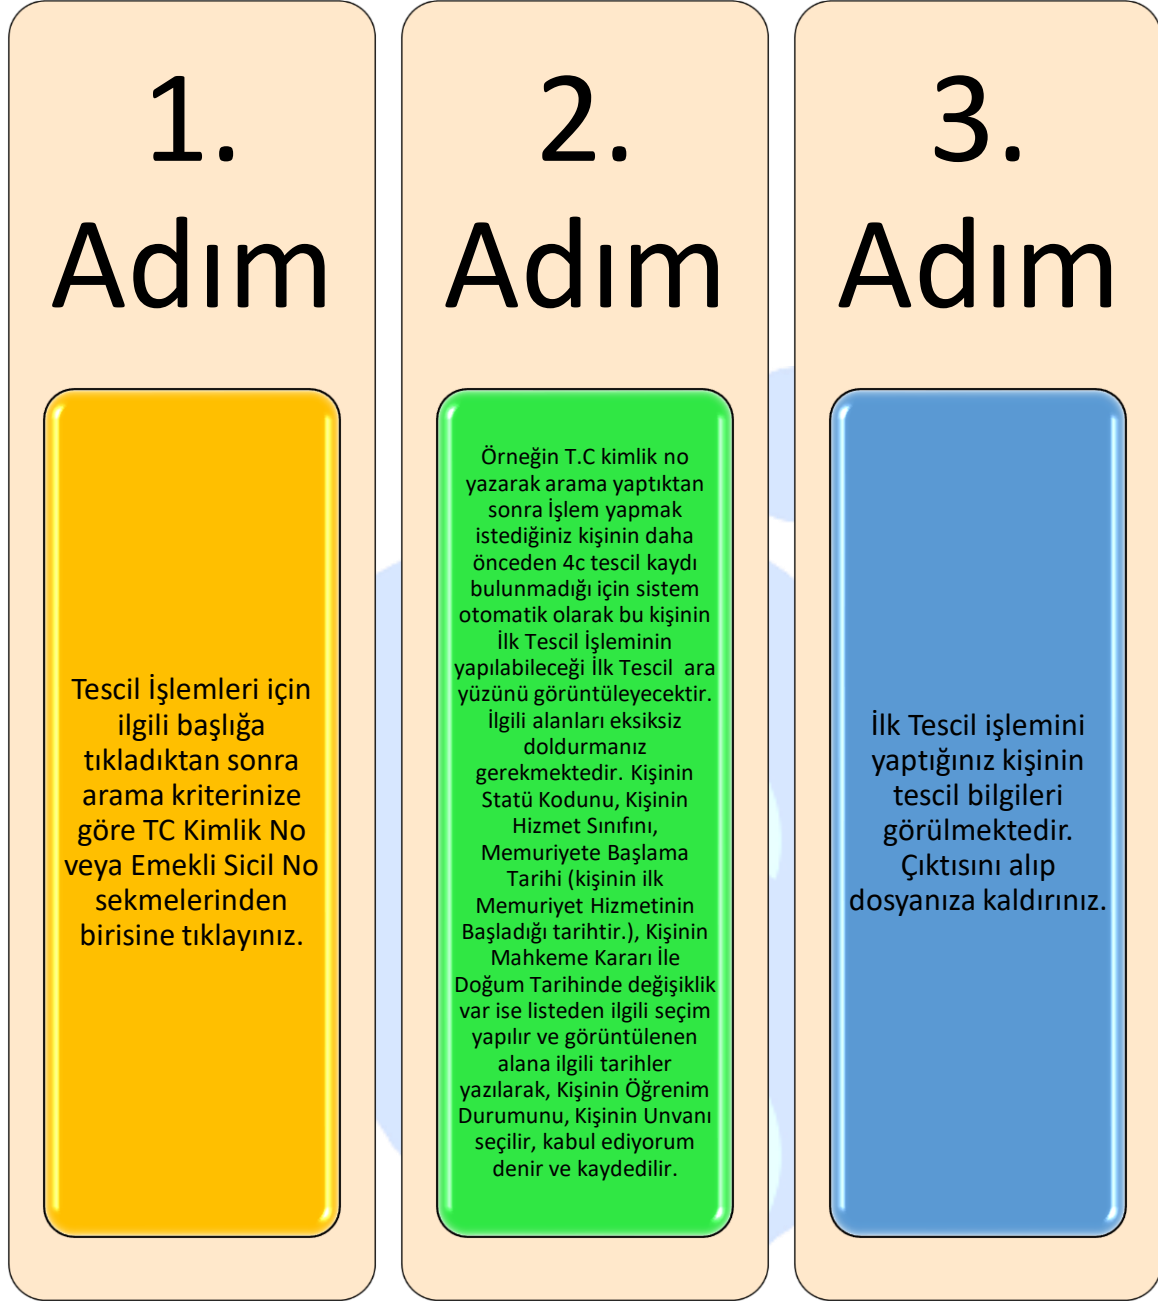 1.
Adım
Tescil İşlemleri için
ilgili başlığa
tıkladıktan sonra
arama kriterinize
göre TC Kimlik No
veya Emekli Sicil No
sekmelerinden
birisine tıklayınız.
2.
Adım
Örneğin T.C kimlik no
yazarak arama yaptıktan
sonra İşlem yapmak
istediğiniz kişinin daha
önceden 4c tescil kaydı
bulunmadığı için sistem
otomatik olarak bu kişinin
İlk Tescil İşleminin
yapılabileceği İlk Tescil  ara
yüzünü görüntüleyecektir.
İlgili alanları eksiksiz
doldurmanız
gerekmektedir. Kişinin
Statü Kodunu, Kişinin
Hizmet Sınıfını,
Memuriyete Başlama
Tarihi (kişinin ilk
Memuriyet Hizmetinin
Başladığı tarihtir.), Kişinin
Mahkeme Kararı İle
Doğum Tarihinde değişiklik
var ise listeden ilgili seçim
yapılır ve görüntülenen
alana ilgili tarihler
yazılarak, Kişinin Öğrenim
Durumunu, Kişinin Unvanı
seçilir, kabul ediyorum
denir ve kaydedilir.
3.
Adım
İlk Tescil işlemini
yaptığınız kişinin
tescil bilgileri
görülmektedir.
Çıktısını alıp
dosyanıza kaldırınız.